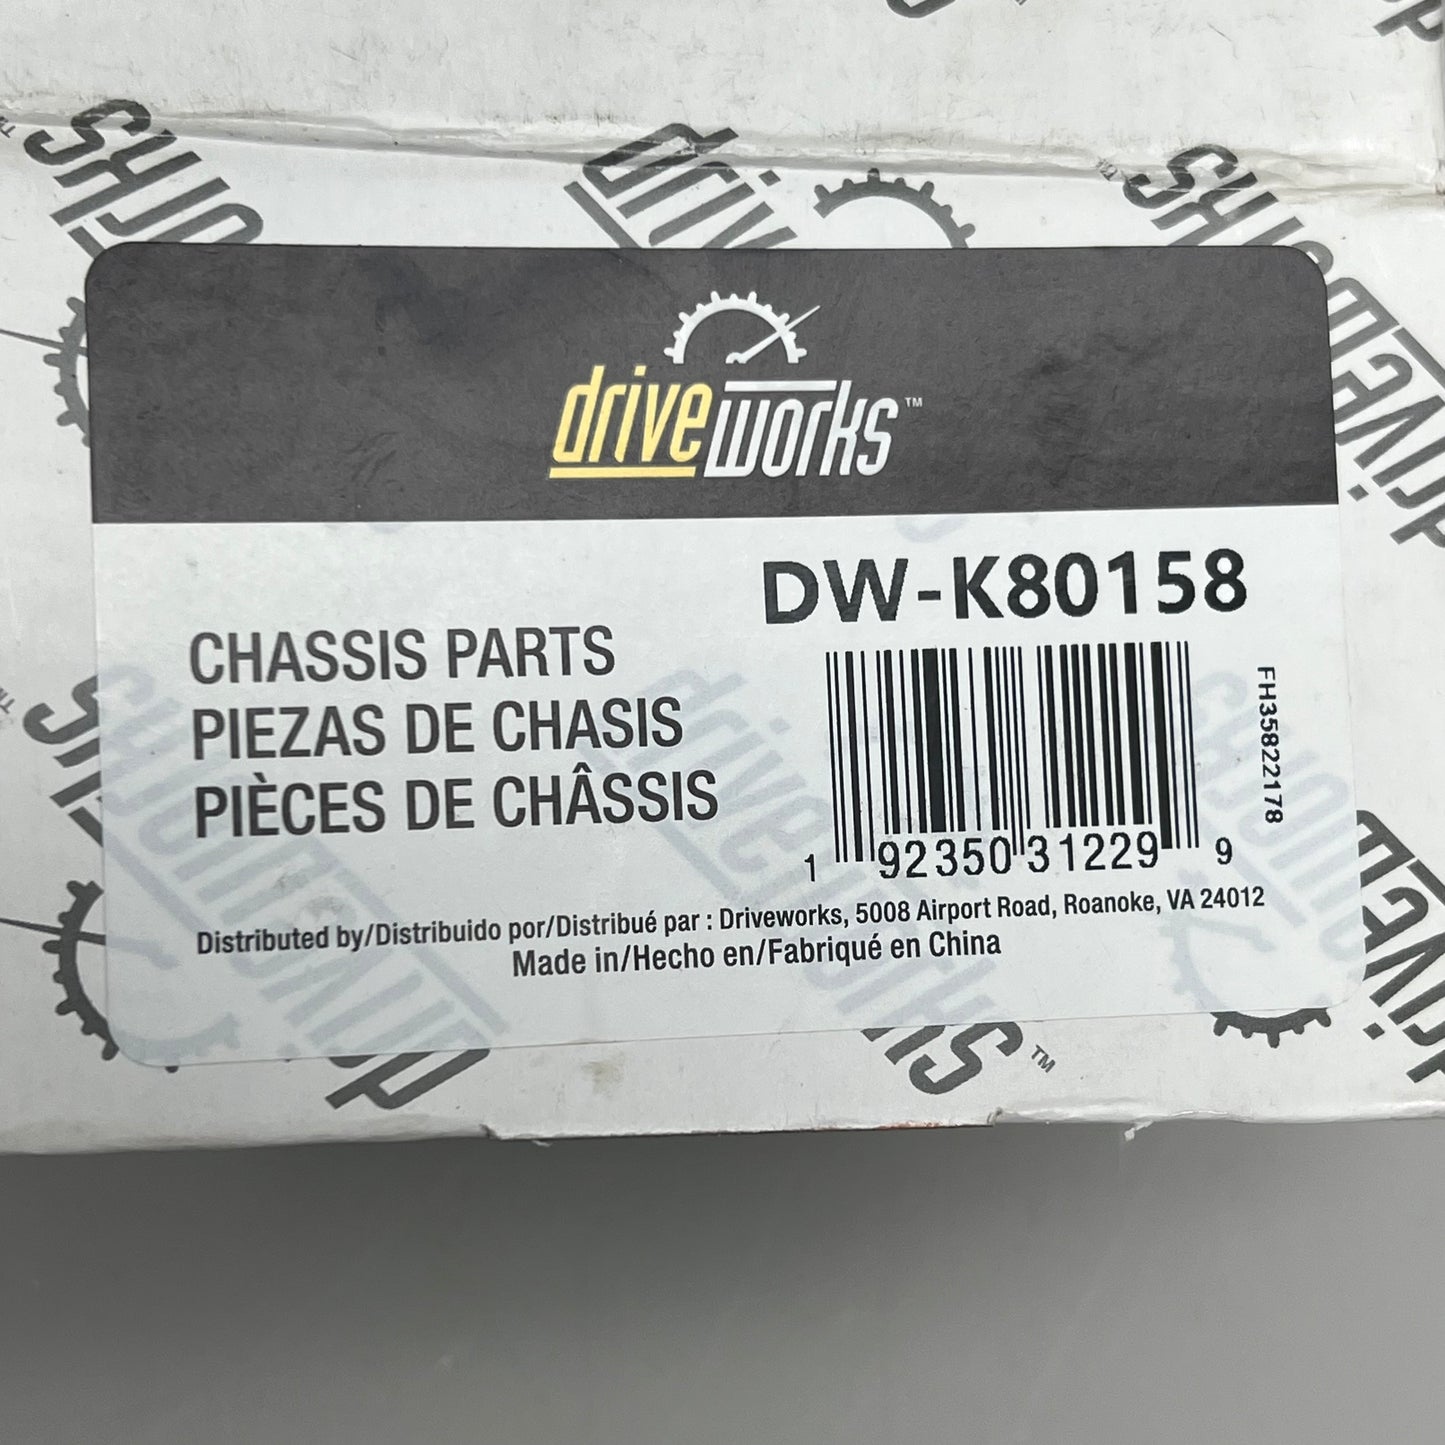 driveworks™
DW-K80158
CHASSIS PARTS
PIEZAS DE CHASIS
PIÈCES DE CHÂSSIS
FH35822178
1 92350 31229 9
Distributed by/Distribuido por/Distribué par : Driveworks, 5008 Airport Road, Roanoke, VA 24012
Made in/Hecho en/Fabriqué en China